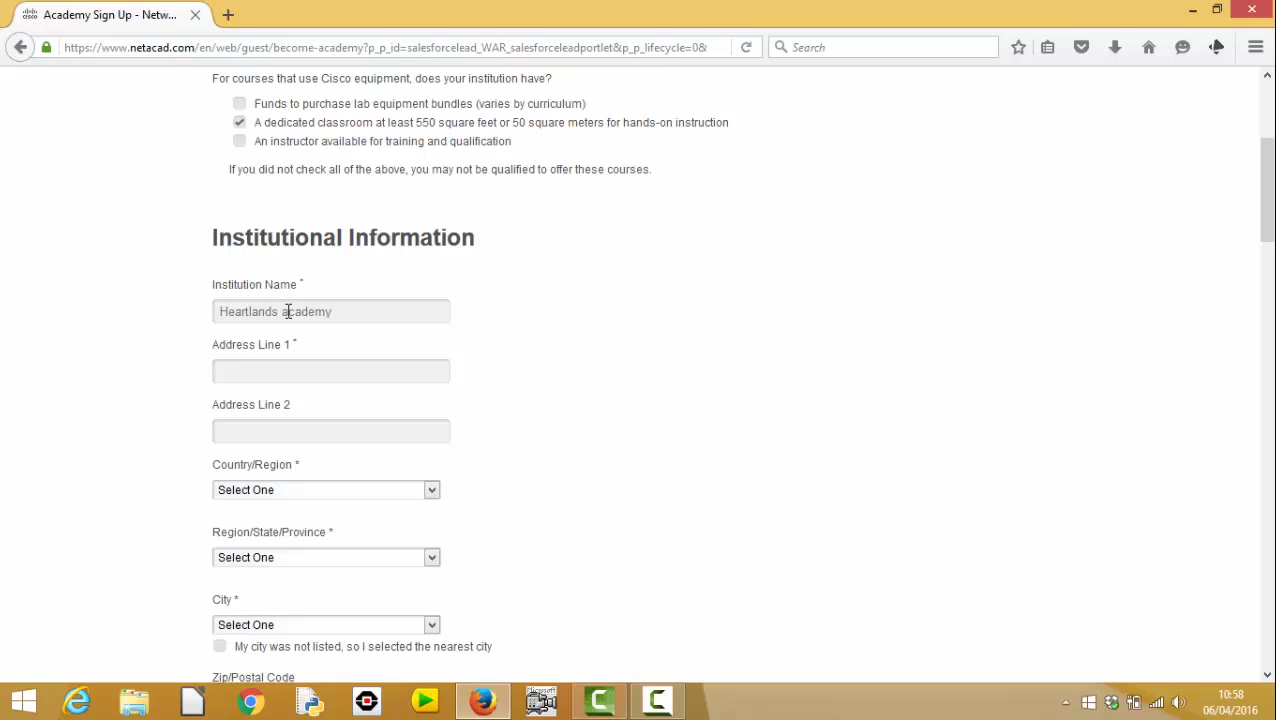 Academy Sign Up - Netw...
https://www.netacad.com/en/web/guest/become-academy?p_p_id=salesforcelead_WAR_salesforceleadportlet&p_p_lifecycle=0&
Search
For courses that use Cisco equipment, does your institution have?
Funds to purchase lab equipment bundles (varies by curriculum)
A dedicated classroom at least 550 square feet or 50 square meters for hands-on instruction
An instructor available for training and qualification
If you did not check all of the above, you may not be qualified to offer these courses.
Institutional Information
Institution Name *
Heartlands academy
Address Line 1 *
Address Line 2
Country/Region *
Select One
Region/State/Province *
Select One
City *
Select One
My city was not listed, so I selected the nearest city
Zip/Postal Code
10:58
06/04/2016